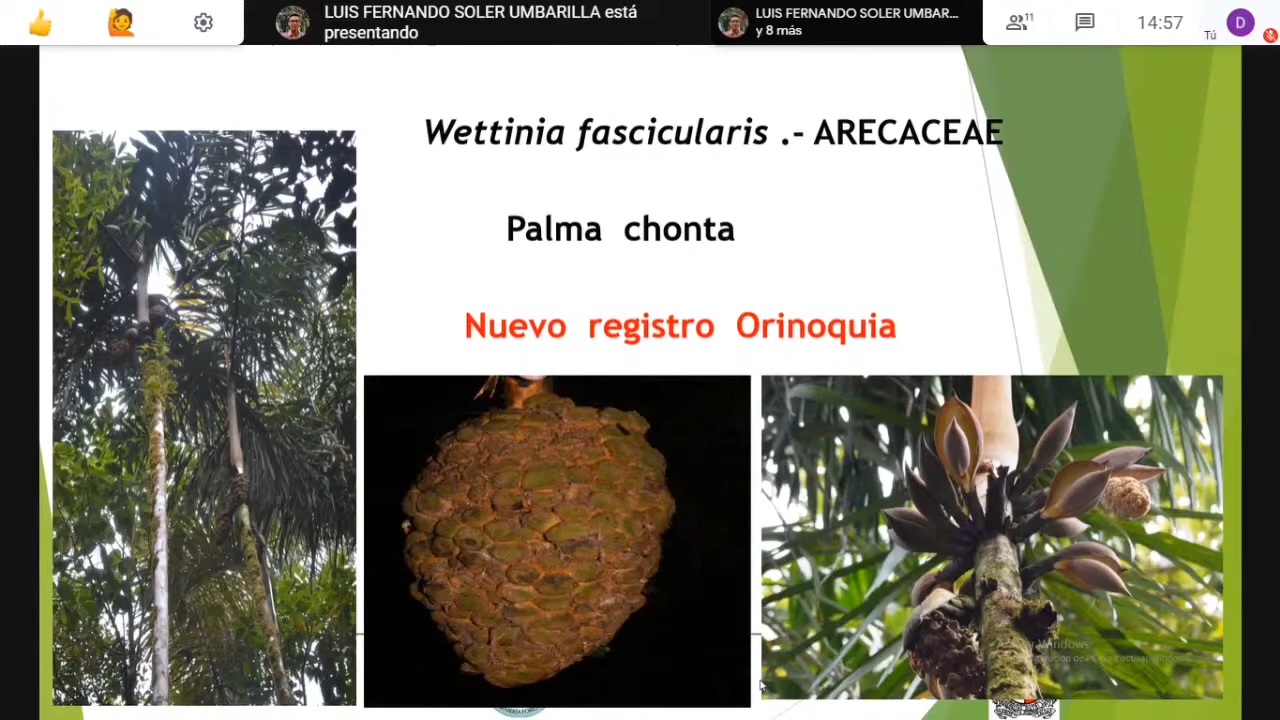 LUIS FERNANDO SOLER UMBARILLA está
presentando
LUIS FERNANDO SOLER UMBAR...
y 8 más
11
14:57
Tú
D
Wettinia fascicularis .- ARECACEAE
Palma chonta
Nuevo registro Orinoquia